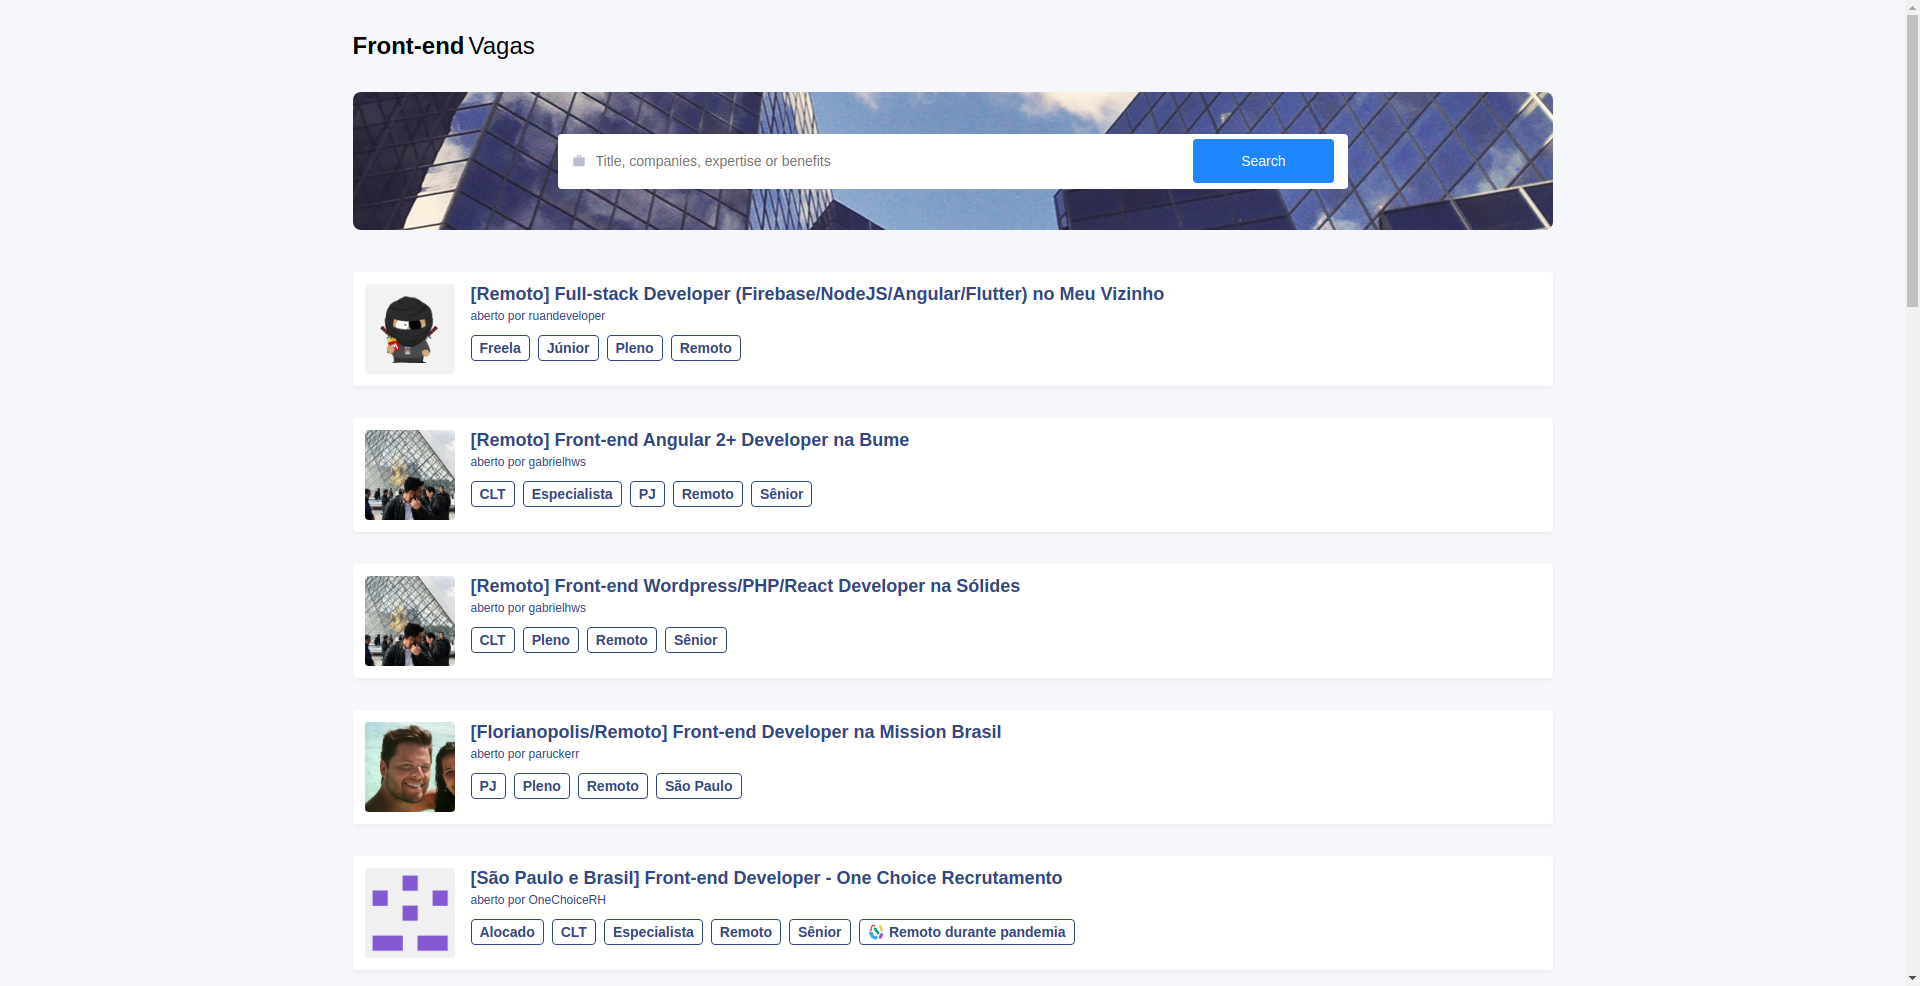 Front-end Vagas
Title, companies, expertise or benefits
Search
[Remoto] Full-stack Developer (Firebase/NodeJS/Angular/Flutter) no Meu Vizinho
aberto por ruandeveloper
Freela Júnior Pleno Remoto
[Remoto] Front-end Angular 2+ Developer na Bume
aberto por gabrielhws
CLT Especialista PJ Remoto Sênior
[Remoto] Front-end Wordpress/PHP/React Developer na Sólides
aberto por gabrielhws
CLT Pleno Remoto Sênior
[Florianopolis/Remoto] Front-end Developer na Mission Brasil
aberto por paruckerr
PJ Pleno Remoto São Paulo
[São Paulo e Brasil] Front-end Developer - One Choice Recrutamento
aberto por OneChoiceRH
Alocado CLT Especialista Remoto Sênior Remoto durante pandemia